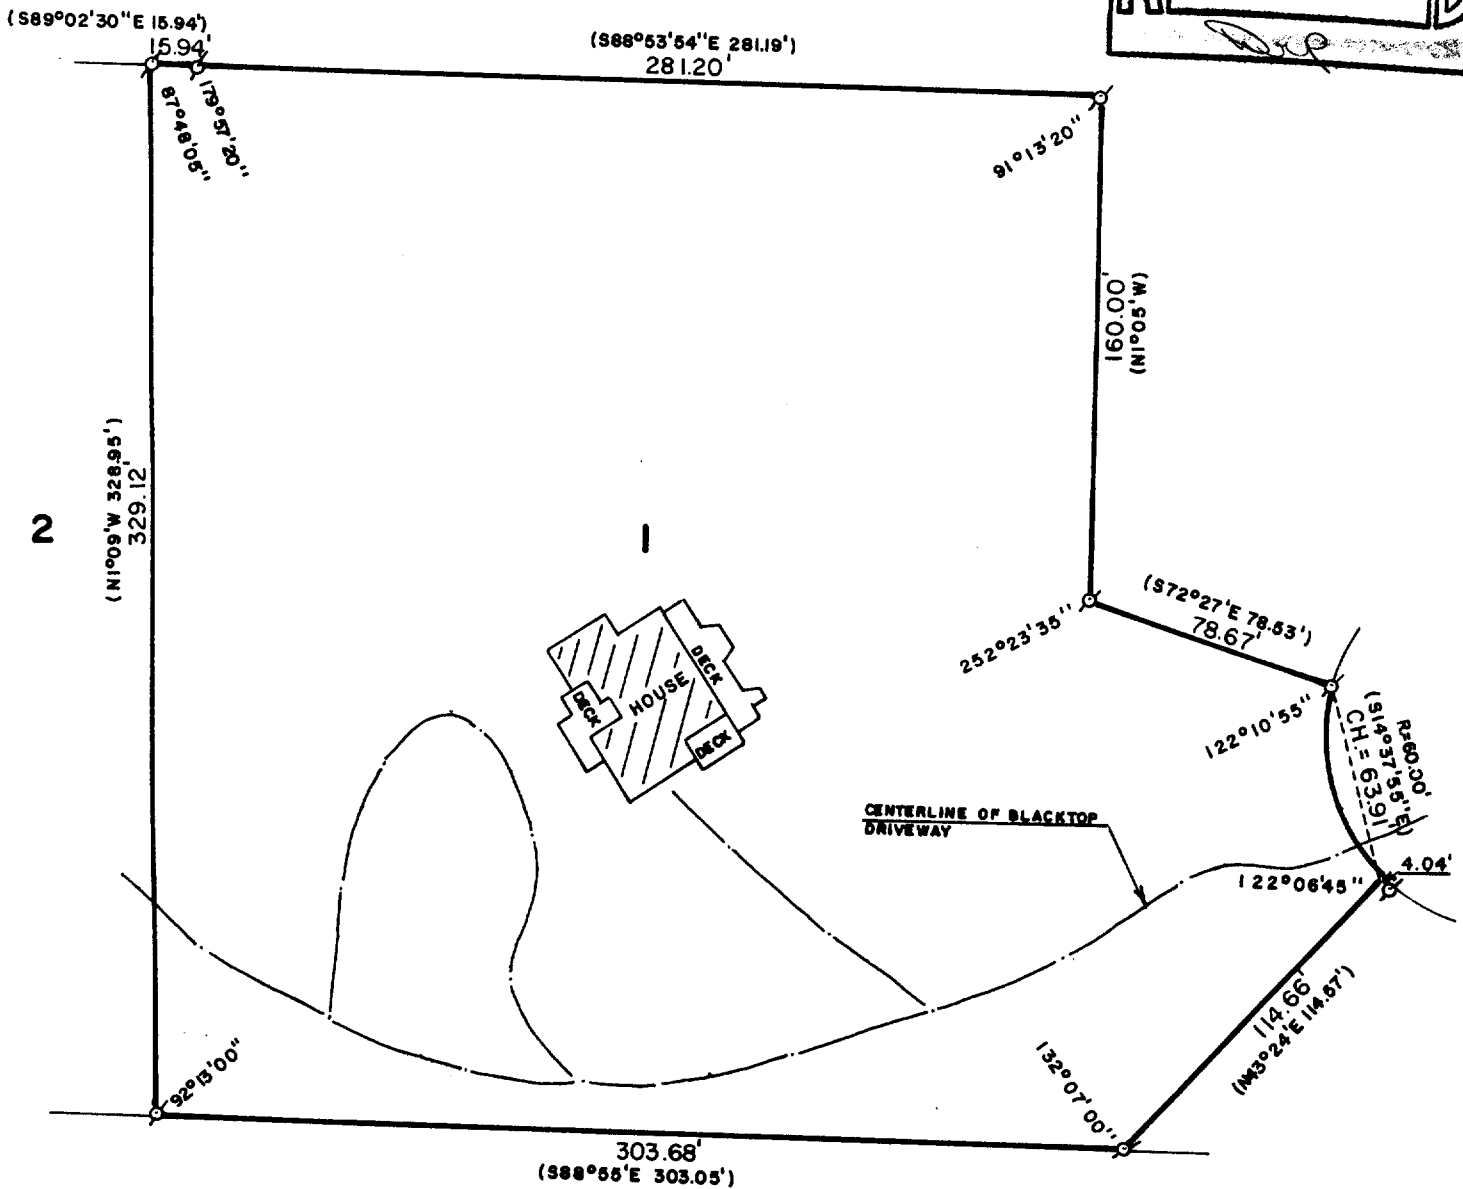 (S89°02'30"E 15.94')
15.94'
(S88°53'54"E 281.19')
281.20'
87°48'05"
179°57'20"
91°13'20"
160.00'
(N1°05'W)
(N1°09'W 328.95')
329.12'
2
1
252°23'35"
(S72°27'E 78.53')
78.67'
DECK
HOUSE
DECK
DECK
122°10'55"
R=60.00'
(S14°37'55"E)
CH.= 63.91'
CENTERLINE OF BLACKTOP
DRIVEWAY
122°06'45"
4.04'
114.66'
(N43°24'E 114.57')
132°07'00"
92°13'00"
303.68'
(S88°55'E 303.05')